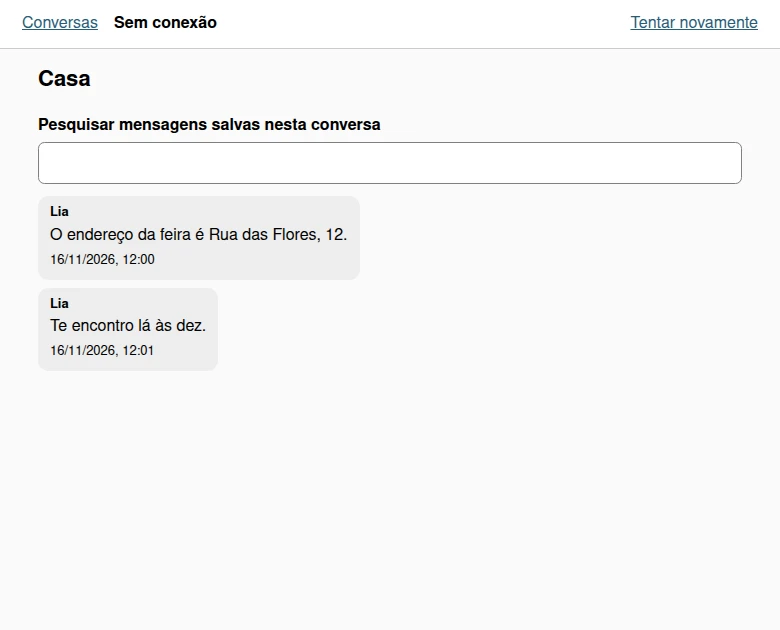 Conversas Sem conexão Tentar novamente
Casa
Pesquisar mensagens salvas nesta conversa
Lia
O endereço da feira é Rua das Flores, 12.
16/11/2026, 12:00
Lia
Te encontro lá às dez.
16/11/2026, 12:01